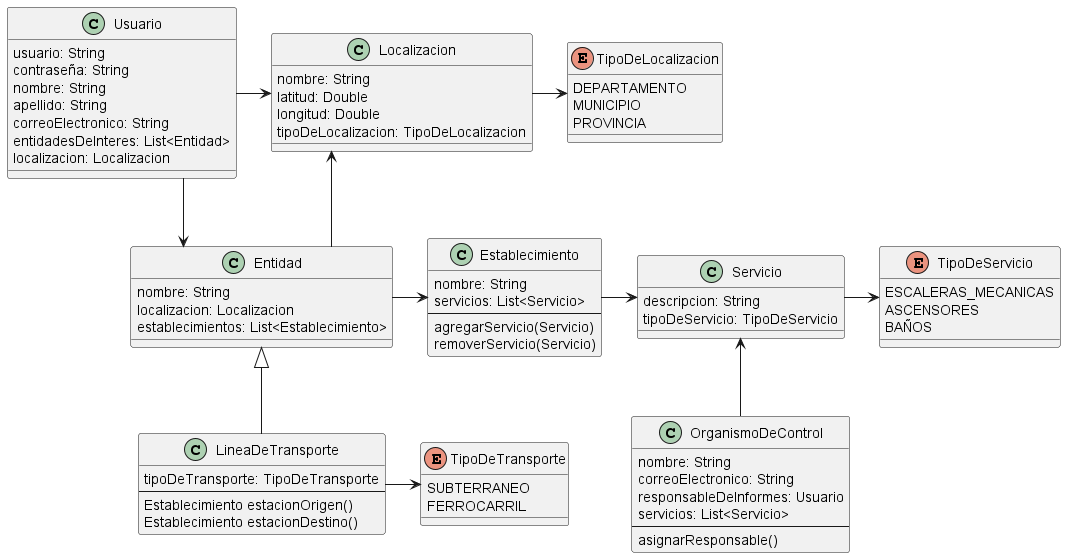 C Usuario
usuario: String
contraseña: String
nombre: String
apellido: String
correoElectronico: String
entidadesDeInteres: List<Entidad>
localizacion: Localizacion
C Localizacion
nombre: String
latitud: Double
longitud: Double
tipoDeLocalizacion: TipoDeLocalizacion
E TipoDeLocalizacion
DEPARTAMENTO
MUNICIPIO
PROVINCIA
C Entidad
nombre: String
localizacion: Localizacion
establecimientos: List<Establecimiento>
C Establecimiento
nombre: String
servicios: List<Servicio>
agregarServicio(Servicio)
removerServicio(Servicio)
C Servicio
descripcion: String
tipoDeServicio: TipoDeServicio
E TipoDeServicio
ESCALERAS_MECANICAS
ASCENSORES
BAÑOS
C LineaDeTransporte
tipoDeTransporte: TipoDeTransporte
Establecimiento estacionOrigen()
Establecimiento estacionDestino()
E TipoDeTransporte
SUBTERRANEO
FERROCARRIL
C OrganismoDeControl
nombre: String
correoElectronico: String
responsableDeInformes: Usuario
servicios: List<Servicio>
asignarResponsable()